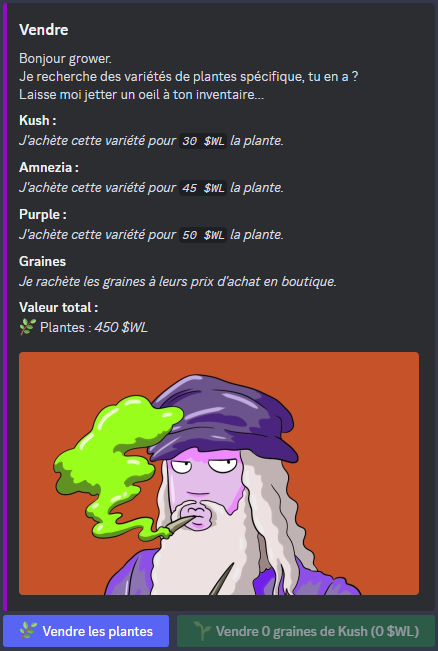 Vendre
Bonjour grower.
Je recherche des variétés de plantes spécifique, tu en a ?
Laisse moi jetter un oeil à ton inventaire...
Kush :
J'achète cette variété pour 30 $WL la plante.
Amnezia :
J'achète cette variété pour 45 $WL la plante.
Purple :
J'achète cette variété pour 50 $WL la plante.
Graines
Je rachète les graines à leurs prix d'achat en boutique.
Valeur total :
Plantes : 450 $WL
Vendre les plantes
Vendre 0 graines de Kush (0 $WL)